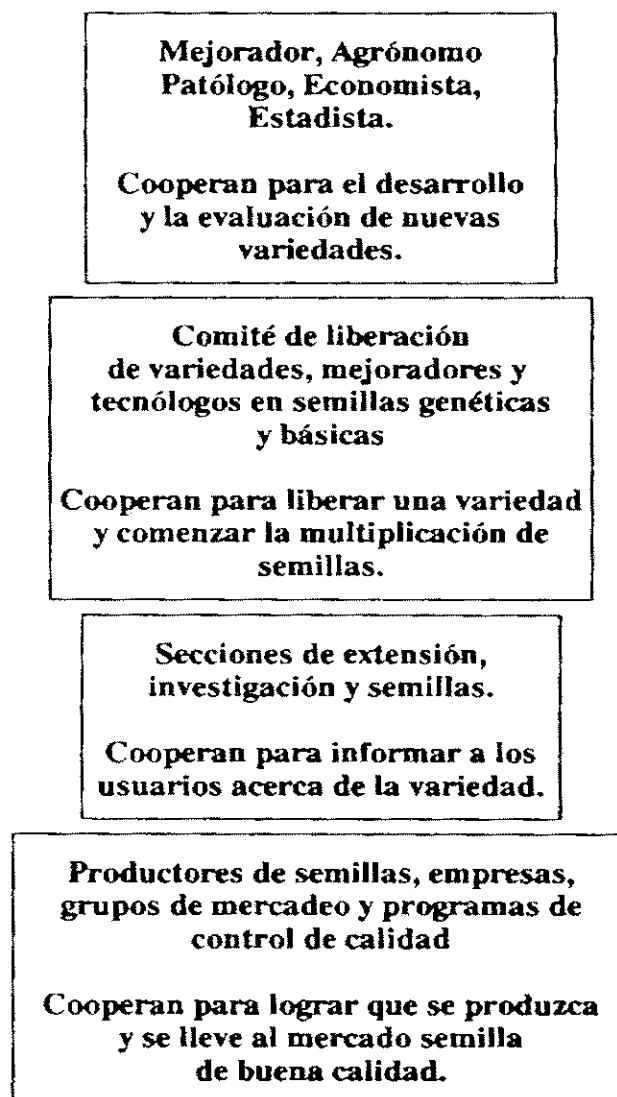 Mejorador, Agrónomo
Patólogo, Economista,
Estadista.
Cooperan para el desarrollo
y la evaluación de nuevas
variedades.
Comité de liberación
de variedades, mejoradores y
tecnólogos en semillas genéticas
y básicas
Cooperan para liberar una variedad
y comenzar la multiplicación de
semillas.
Secciones de extensión,
investigación y semillas.
Cooperan para informar a los
usuarios acerca de la variedad.
Productores de semillas, empresas,
grupos de mercadeo y programas de
control de calidad
Cooperan para lograr que se produzca
y se lleve al mercado semilla
de buena calidad.